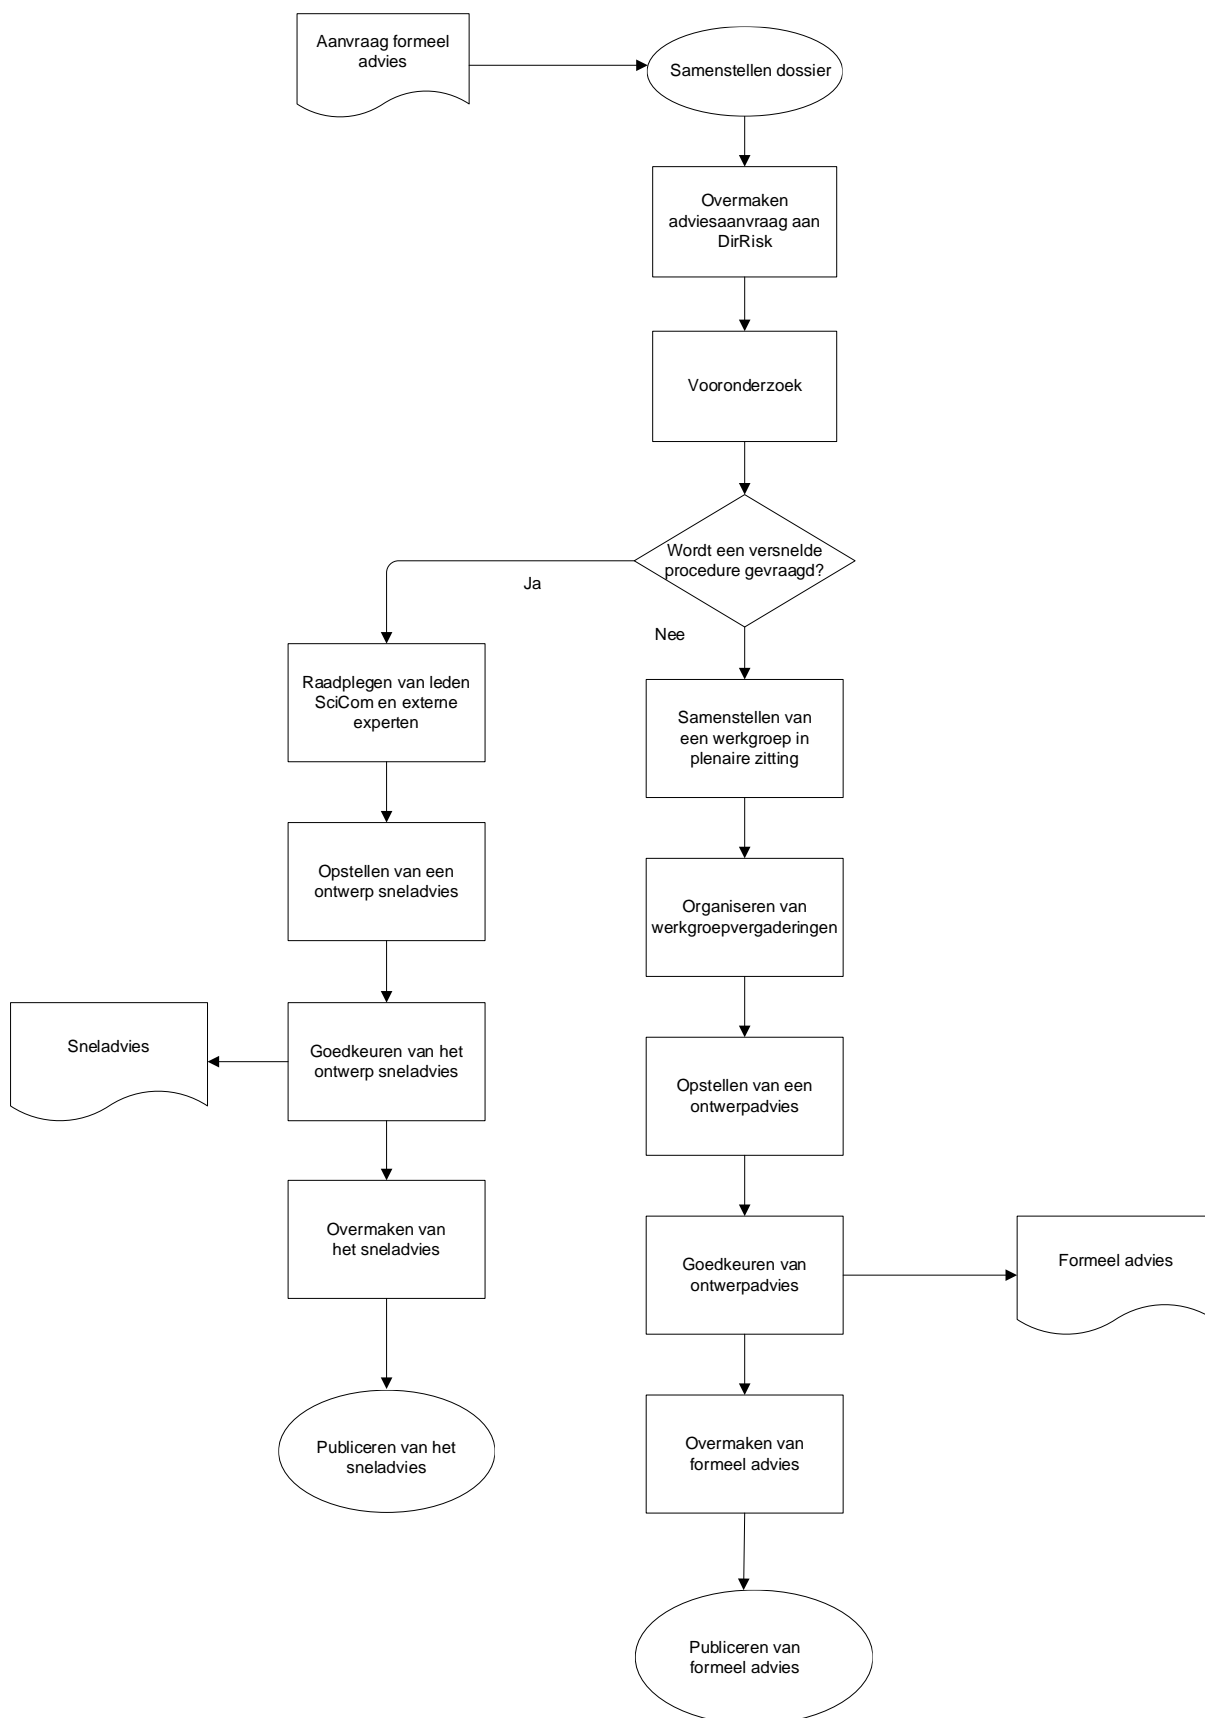 Aanvraag formeel
advies
Samenstellen dossier
Overmaken
adviesaanvraag aan
DirRisk
Vooronderzoek
Wordt een versnelde
procedure gevraagd?
Ja
Nee
Raadplegen van leden
SciCom en externe
experten
Samenstellen van
een werkgroep in
plenaire zitting
Opstellen van een
ontwerp sneladvies
Organiseren van
werkgroepvergaderingen
Sneladvies
Goedkeuren van het
ontwerp sneladvies
Opstellen van een
ontwerpadvies
Overmaken van
het sneladvies
Goedkeuren van
ontwerpadvies
Formeel advies
Publiceren van het
sneladvies
Overmaken van
formeel advies
Publiceren van
formeel advies